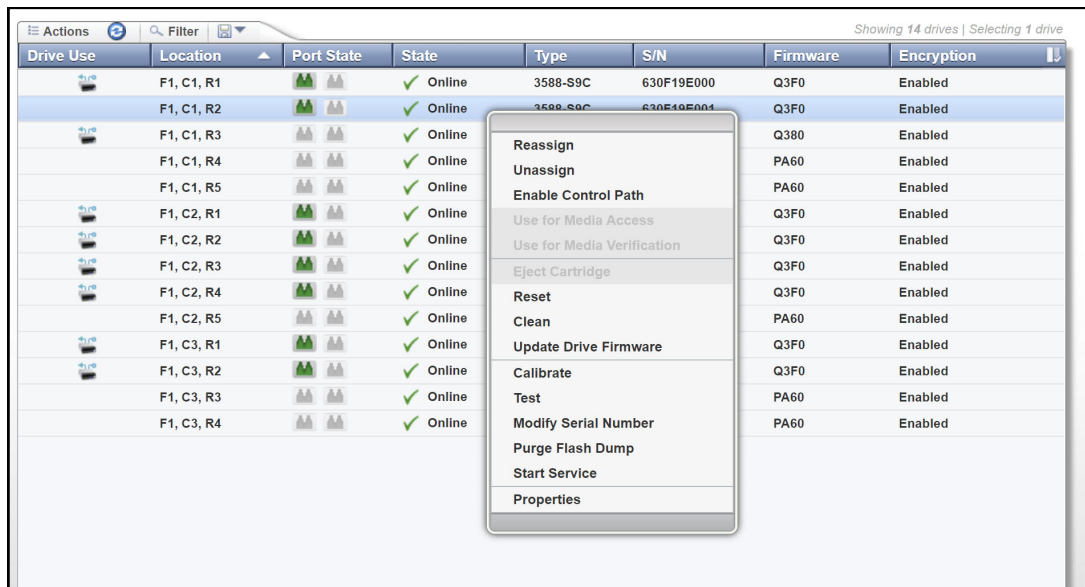 Actions Filter Showing 14 drives | Selecting 1 drive
Drive Use Location Port State State Type S/N Firmware Encryption
F1, C1, R1 Online 3588-S9C 630F19E000 Q3F0 Enabled
F1, C1, R2 Online 3588-S9C 630F19E001 Q3F0 Enabled
F1, C1, R3 Online Q380 Enabled
F1, C1, R4 Online PA60 Enabled
F1, C1, R5 Online PA60 Enabled
F1, C2, R1 Online Q3F0 Enabled
F1, C2, R2 Online Q3F0 Enabled
F1, C2, R3 Online Q3F0 Enabled
F1, C2, R4 Online Q3F0 Enabled
F1, C2, R5 Online PA60 Enabled
F1, C3, R1 Online Q3F0 Enabled
F1, C3, R2 Online Q3F0 Enabled
F1, C3, R3 Online PA60 Enabled
F1, C3, R4 Online PA60 Enabled
Reassign
Unassign
Enable Control Path
Use for Media Access
Use for Media Verification
Eject Cartridge
Reset
Clean
Update Drive Firmware
Calibrate
Test
Modify Serial Number
Purge Flash Dump
Start Service
Properties